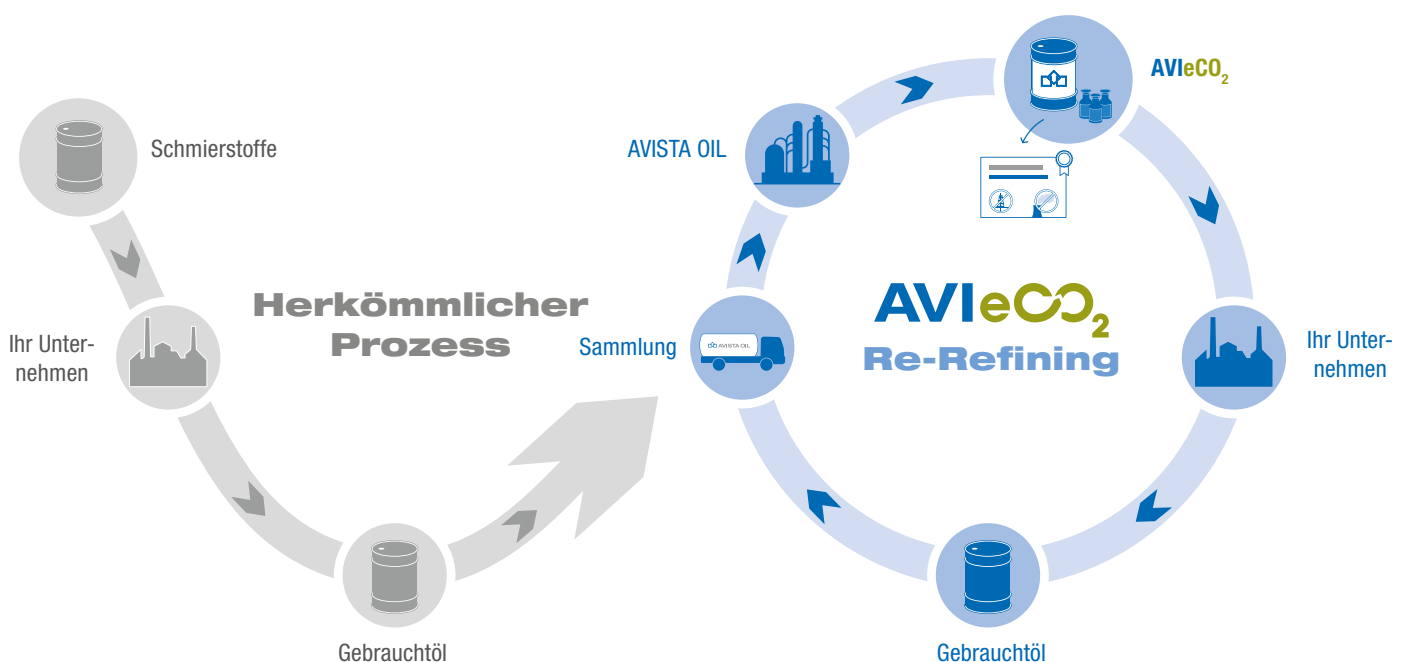 Schmierstoffe
Ihr Unter-
nehmen
Gebrauchtöl
Herkömmlicher
Prozess
AVIeCO₂
AVISTA OIL
Sammlung
AVISTA OIL
AVIeCO₂
Re-Refining
Ihr Unter-
nehmen
Gebrauchtöl